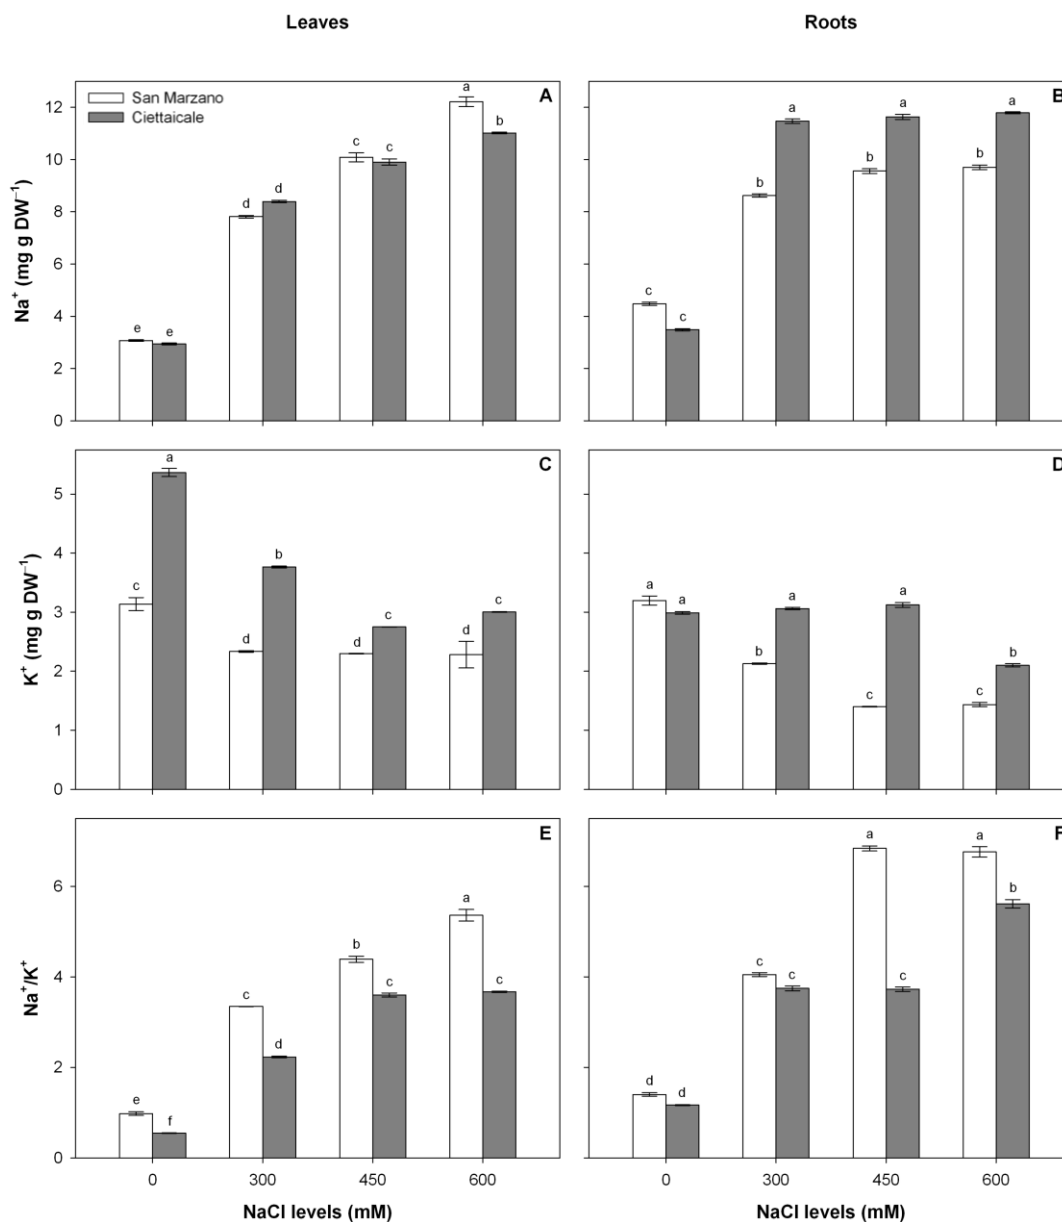 Leaves
Roots
San Marzano
Ciettaicale
A
Na⁺ (mg g DW⁻¹)
12
10
8
6
4
2
0
e
e
d
d
c
c
a
b
B
c
c
b
a
b
a
b
a
C
K⁺ (mg g DW⁻¹)
5
4
3
2
1
0
c
a
d
b
d
c
d
c
D
a
a
b
a
c
a
c
b
E
Na⁺/K⁺
6
4
2
0
e
f
c
d
b
c
a
c
0
300
450
600
NaCl levels (mM)
F
d
d
c
c
a
c
a
b
0
300
450
600
NaCl levels (mM)